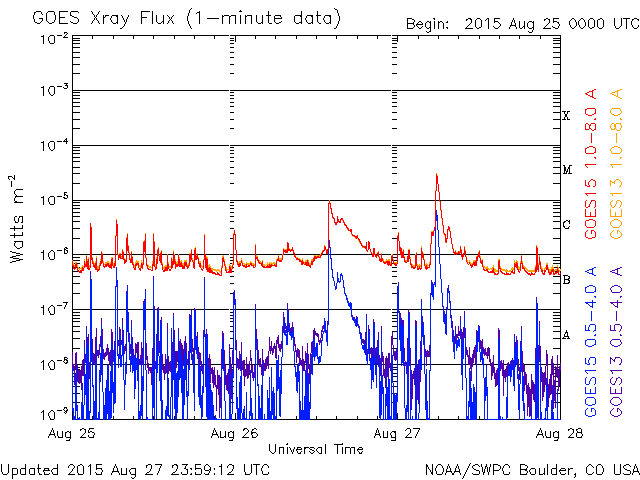 GOES Xray Flux (1-minute data)
Begin: 2015 Aug 25 0000 UTC
10-2
10-3
10-4
10-5
10-6
10-7
10-8
10-9
Watts m-2
X
M
C
B
A
GOES15 1.0-8.0 A
GOES13 1.0-8.0 A
GOES15 0.5-4.0 A
GOES13 0.5-4.0 A
Aug 25
Aug 26
Aug 27
Aug 28
Universal Time
Updated 2015 Aug 27 23:59:12 UTC
NOAA/SWPC Boulder, CO USA